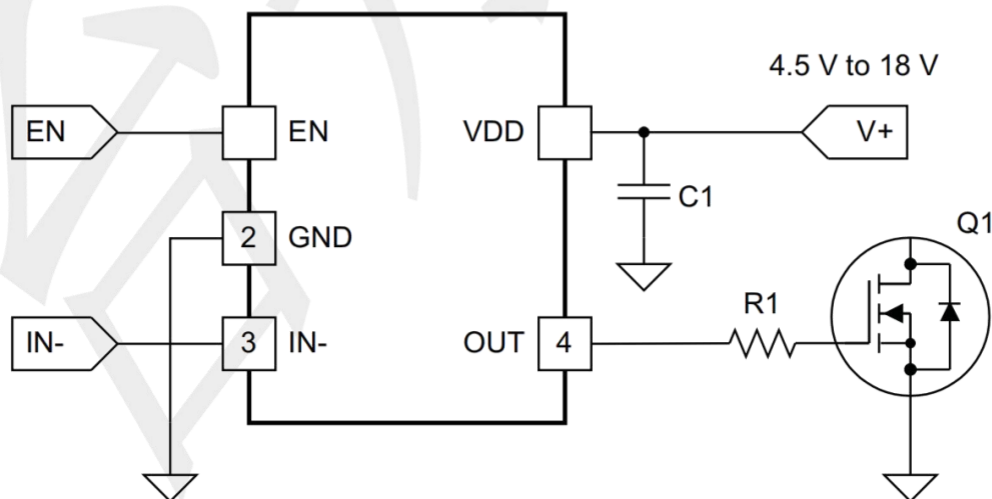 4.5 V to 18 V
EN
EN
VDD
V+
C1
2
GND
Q1
R1
IN-
3
IN-
OUT
4